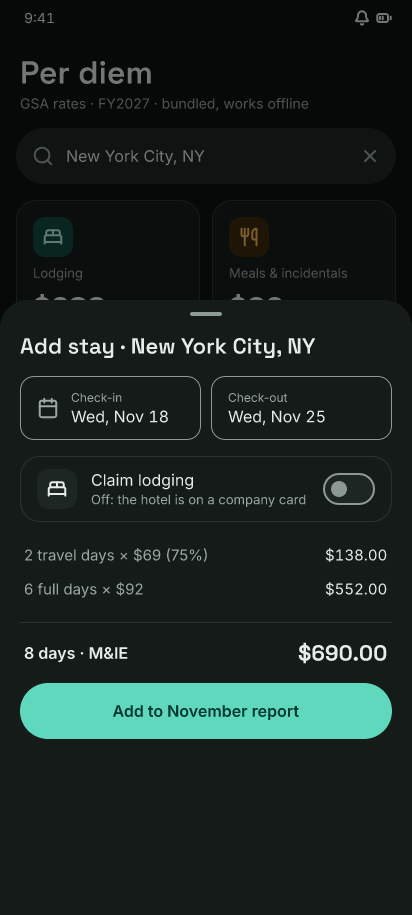 9:41
Per diem
GSA rates · FY2027 · bundled, works offline
New York City, NY
Lodging
Meals & incidentals
Add stay · New York City, NY
Check-in
Wed, Nov 18
Check-out
Wed, Nov 25
Claim lodging
Off: the hotel is on a company card
2 travel days × $69 (75%)
$138.00
6 full days × $92
$552.00
8 days · M&IE
$690.00
Add to November report